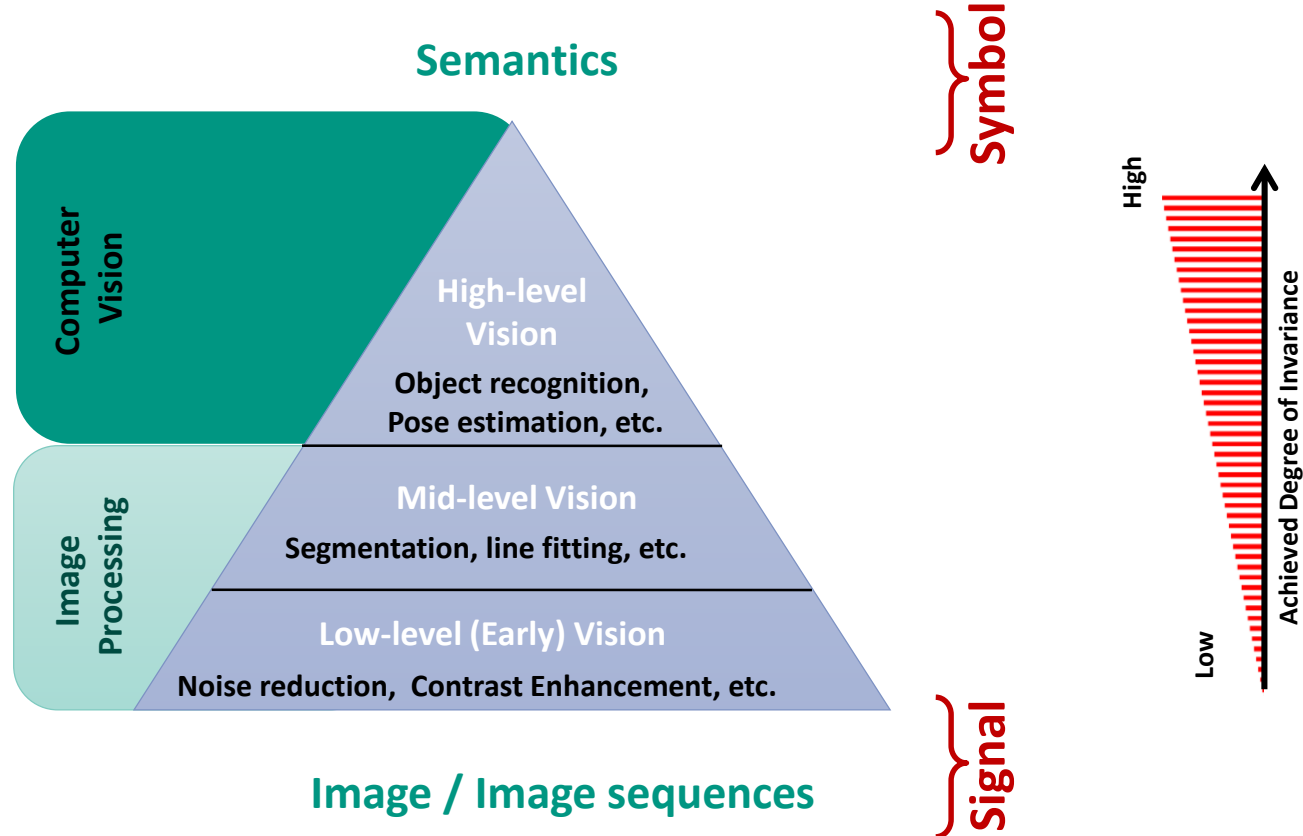 Semantics
Symbol
Computer
Vision
High-level
Vision
Object recognition,
Pose estimation, etc.
Image
Processing
Mid-level Vision
Segmentation, line fitting, etc.
Low-level (Early) Vision
Noise reduction, Contrast Enhancement, etc.
Image / Image sequences
Signal
High
Low
Achieved Degree of Invariance